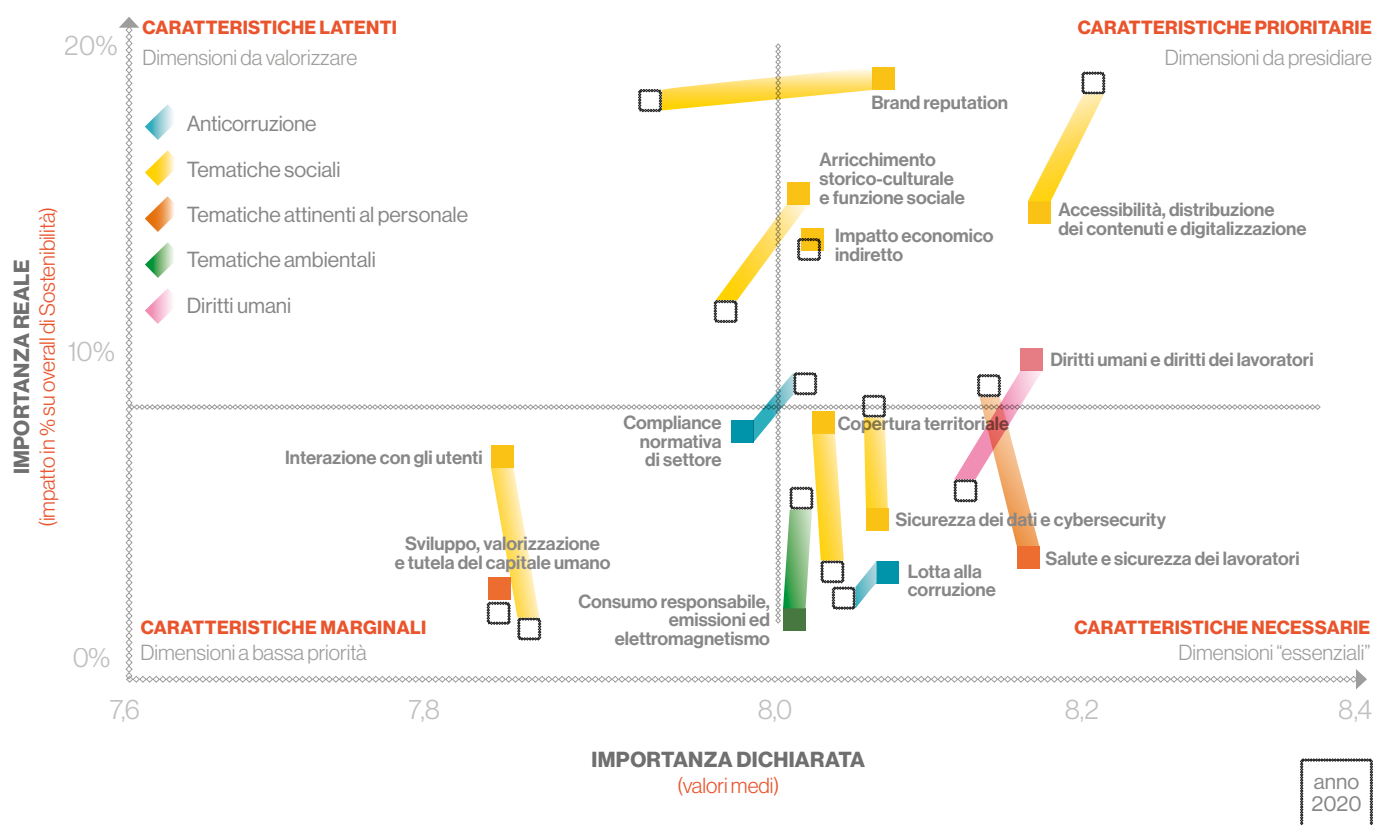 CARATTERISTICHE LATENTI
Dimensioni da valorizzare
CARATTERISTICHE PRIORITARIE
Dimensioni da presidiare
20%
10%
0%
Anticorruzione
Tematiche sociali
Tematiche attinenti al personale
Tematiche ambientali
Diritti umani
IMPORTANZA REALE
(impatto in % su overall di Sostenibilità)
Brand reputation
Arricchimento
storico-culturale
e funzione sociale
Impatto economico
indiretto
Accessibilità, distribuzione
dei contenuti e digitalizzazione
Diritti umani e diritti dei lavoratori
Compliance
normativa
di settore
Copertura territoriale
Interazione con gli utenti
Sicurezza dei dati e cybersecurity
Sviluppo, valorizzazione
e tutela del capitale umano
Salute e sicurezza dei lavoratori
Lotta alla
corruzione
Consumo responsabile,
emissioni ed
elettromagnetismo
CARATTERISTICHE MARGINALI
Dimensioni a bassa priorità
CARATTERISTICHE NECESSARIE
Dimensioni “essenziali”
7,6
7,8
8,0
8,2
8,4
IMPORTANZA DICHIARATA
(valori medi)
anno
2020